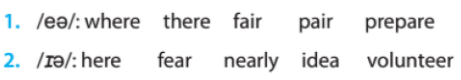 1. /eə/: where there fair pair prepare
2. /ɪə/: here fear nearly idea volunteer